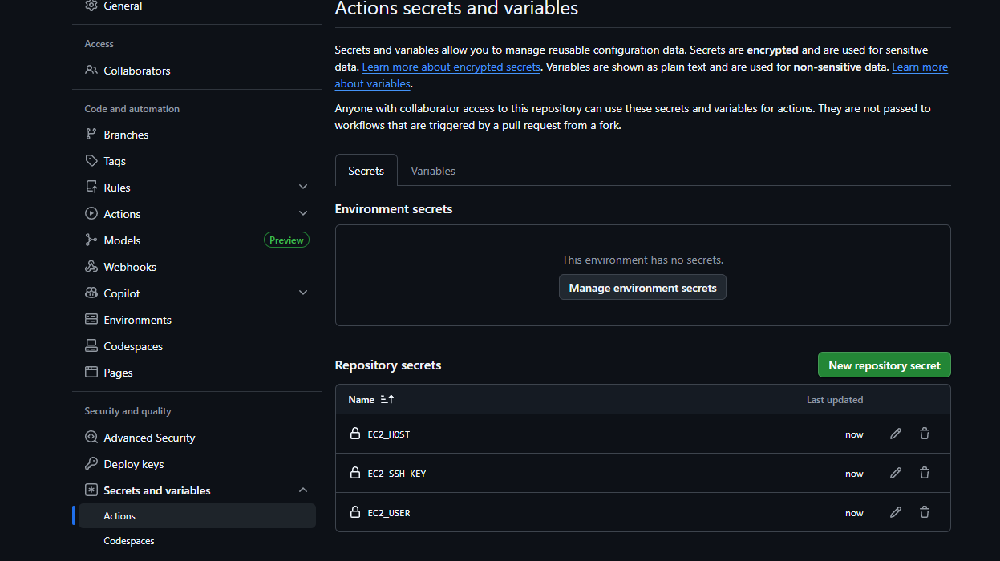 General
Access
Collaborators
Code and automation
Branches
Tags
Rules
Actions
Models Preview
Webhooks
Copilot
Environments
Codespaces
Pages
Security and quality
Advanced Security
Deploy keys
Secrets and variables
Actions
Codespaces
Actions secrets and variables
Secrets and variables allow you to manage reusable configuration data. Secrets are encrypted and are used for sensitive
data. Learn more about encrypted secrets. Variables are shown as plain text and are used for non-sensitive data. Learn more
about variables.
Anyone with collaborator access to this repository can use these secrets and variables for actions. They are not passed to
workflows that are triggered by a pull request from a fork.
Secrets Variables
Environment secrets
This environment has no secrets.
Manage environment secrets
Repository secrets New repository secret
Name Last updated
EC2_HOST now
EC2_SSH_KEY now
EC2_USER now